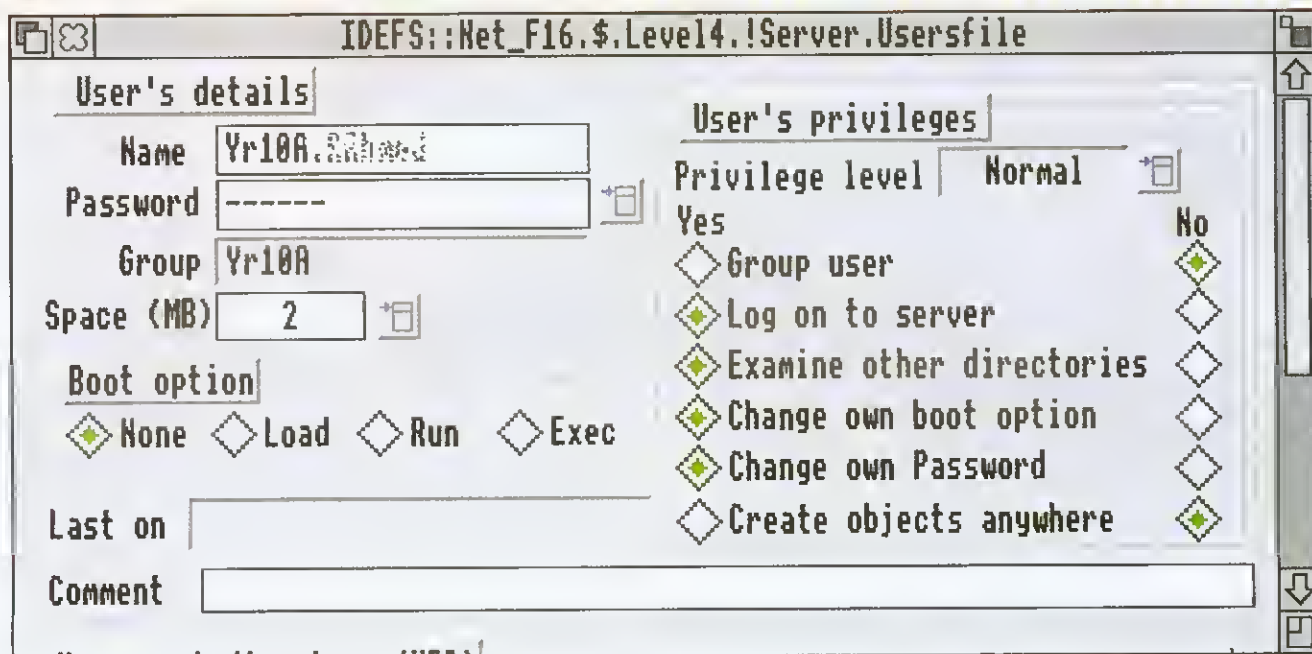 IDEFS::Net_F16.$.Level4.!Server.Usersfile
User's details
Name Yr10A.
Password ------
Group Yr10A
Space (MB) 2
Boot option
None Load Run Exec
Last on
Comment
User's privileges
Privilege level Normal
Yes No
Group user
Log on to server
Examine other directories
Change own boot option
Change own Password
Create objects anywhere